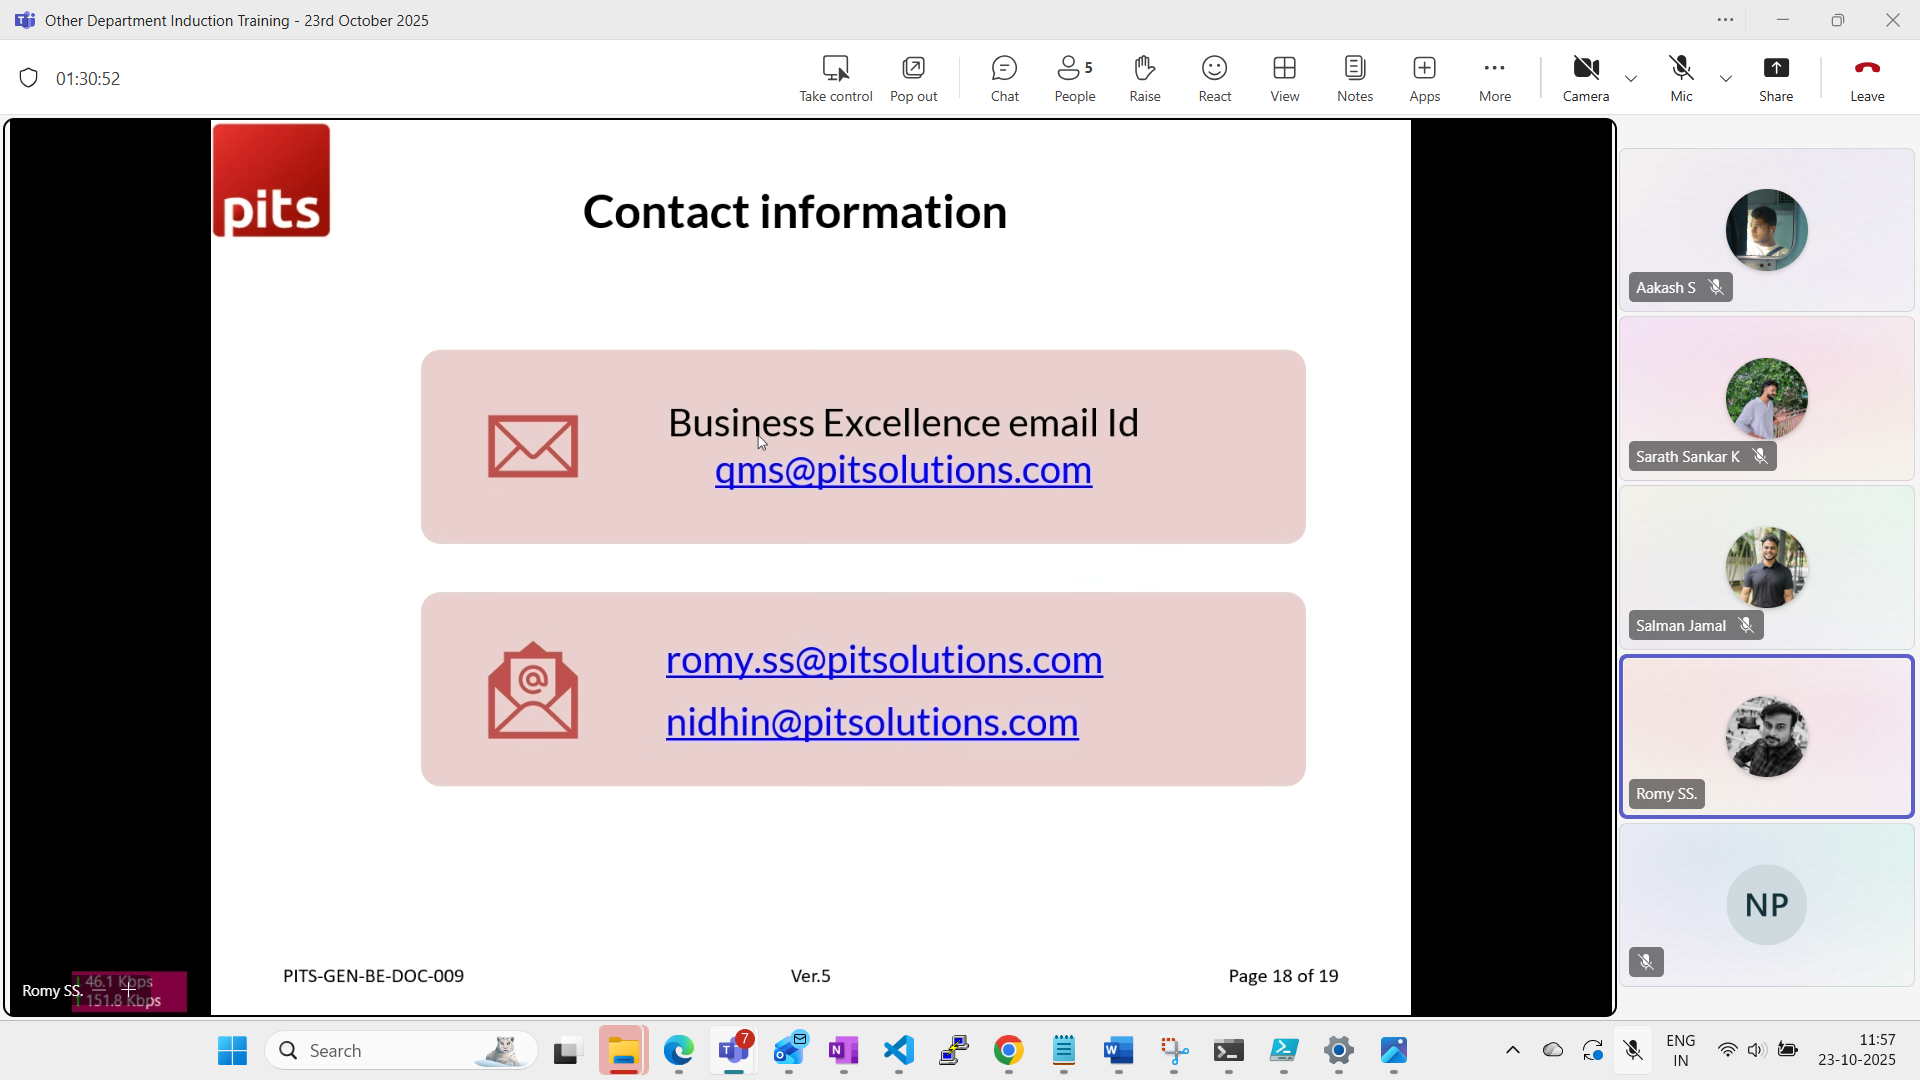 Other Department Induction Training - 23rd October 2025
01:30:52
Take control
Pop out
Chat
5
People
Raise
React
View
Notes
Apps
More
Camera
Mic
Share
Leave
pits
Contact information
Business Excellence email Id
qms@pitsolutions.com
romy.ss@pitsolutions.com
nidhin@pitsolutions.com
PITS-GEN-BE-DOC-009
Ver.5
Page 18 of 19
Romy SS.
46.1 Kbps
151.8 Kbps
Aakash S
Sarath Sankar K
Salman Jamal
Romy SS.
NP
Search
7
ENG
IN
11:57
23-10-2025